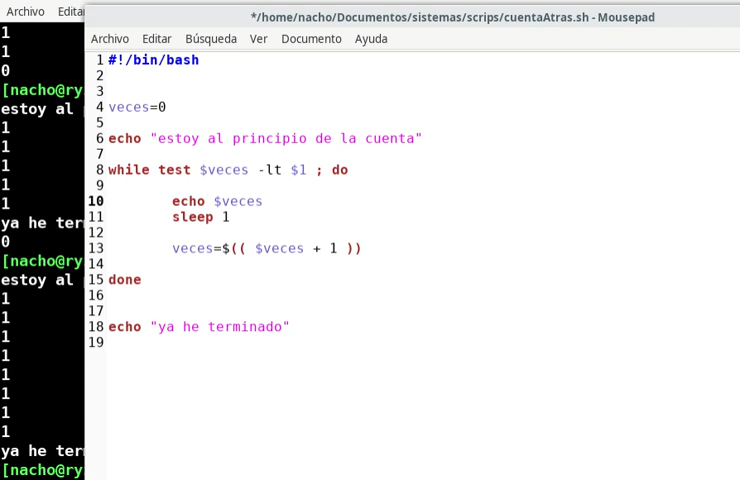 Archivo Edita
1
1
0
[nacho@ry
estoy al
1
1
1
1
1
ya he ter
0
[nacho@ry
estoy al
1
1
1
1
1
1
1
1
ya he ter
[nacho@ry
*/home/nacho/Documentos/sistemas/scrips/cuentaAtras.sh - Mousepad
Archivo Editar Búsqueda Ver Documento Ayuda
1 #!/bin/bash
2
3
4 veces=0
5
6 echo "estoy al principio de la cuenta"
7
8 while test $veces -lt $1 ; do
9
10 echo $veces
11 sleep 1
12
13 veces=$(( $veces + 1 ))
14
15 done
16
17
18 echo "ya he terminado"
19